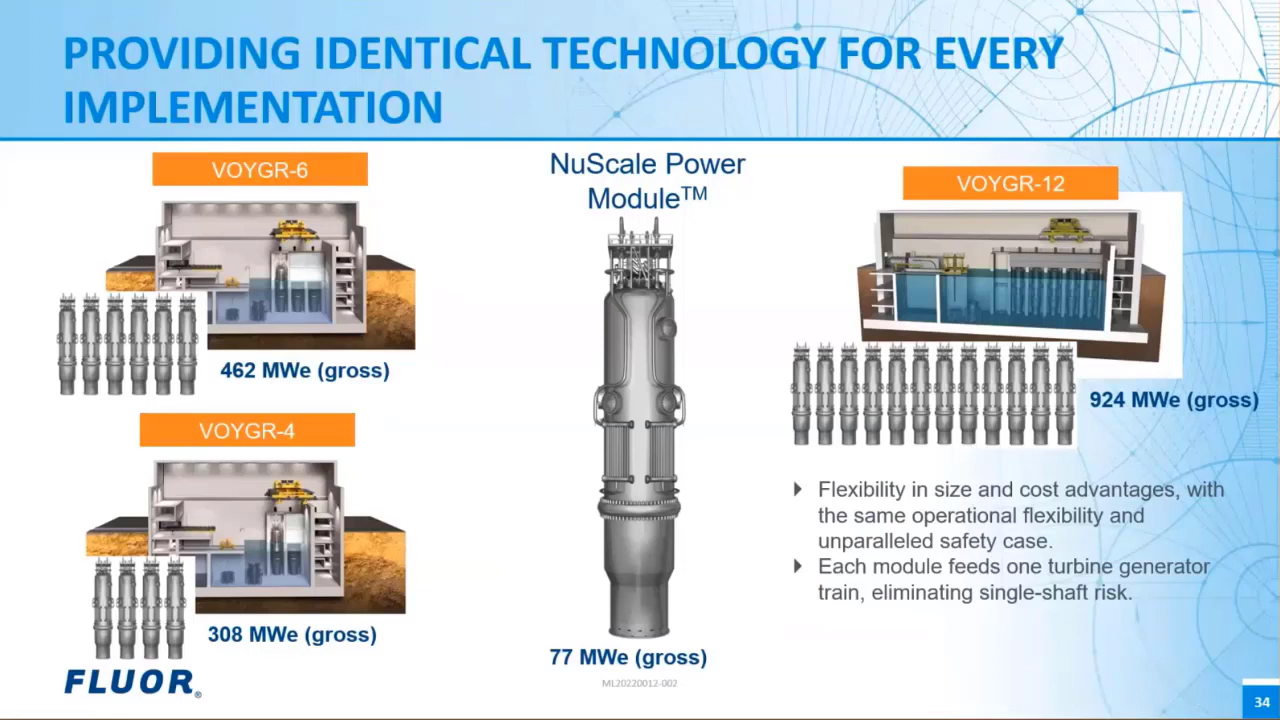 PROVIDING IDENTICAL TECHNOLOGY FOR EVERY
IMPLEMENTATION
VOYGR-6
462 MWe (gross)
VOYGR-4
308 MWe (gross)
FLUOR®
NuScale Power
Module™
77 MWe (gross)
ML20220012-002
VOYGR-12
924 MWe (gross)
Flexibility in size and cost advantages, with
the same operational flexibility and
unparalleled safety case.
Each module feeds one turbine generator
train, eliminating single-shaft risk.
34